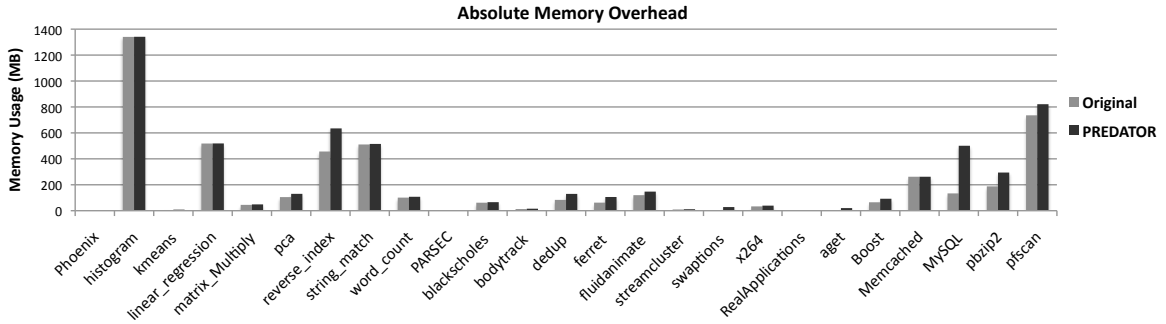 Absolute Memory Overhead
Memory Usage (MB)
1400
1200
1000
800
600
400
200
0
Phoenix
histogram
kmeans
linear_regression
matrix_Multiply
pca
reverse_index
string_match
word_count
PARSEC
blackscholes
bodytrack
dedup
ferret
fluidanimate
streamcluster
swaptions
x264
RealApplications
aget
Boost
Memcached
MySQL
pbzip2
pfscan
Original
PREDATOR